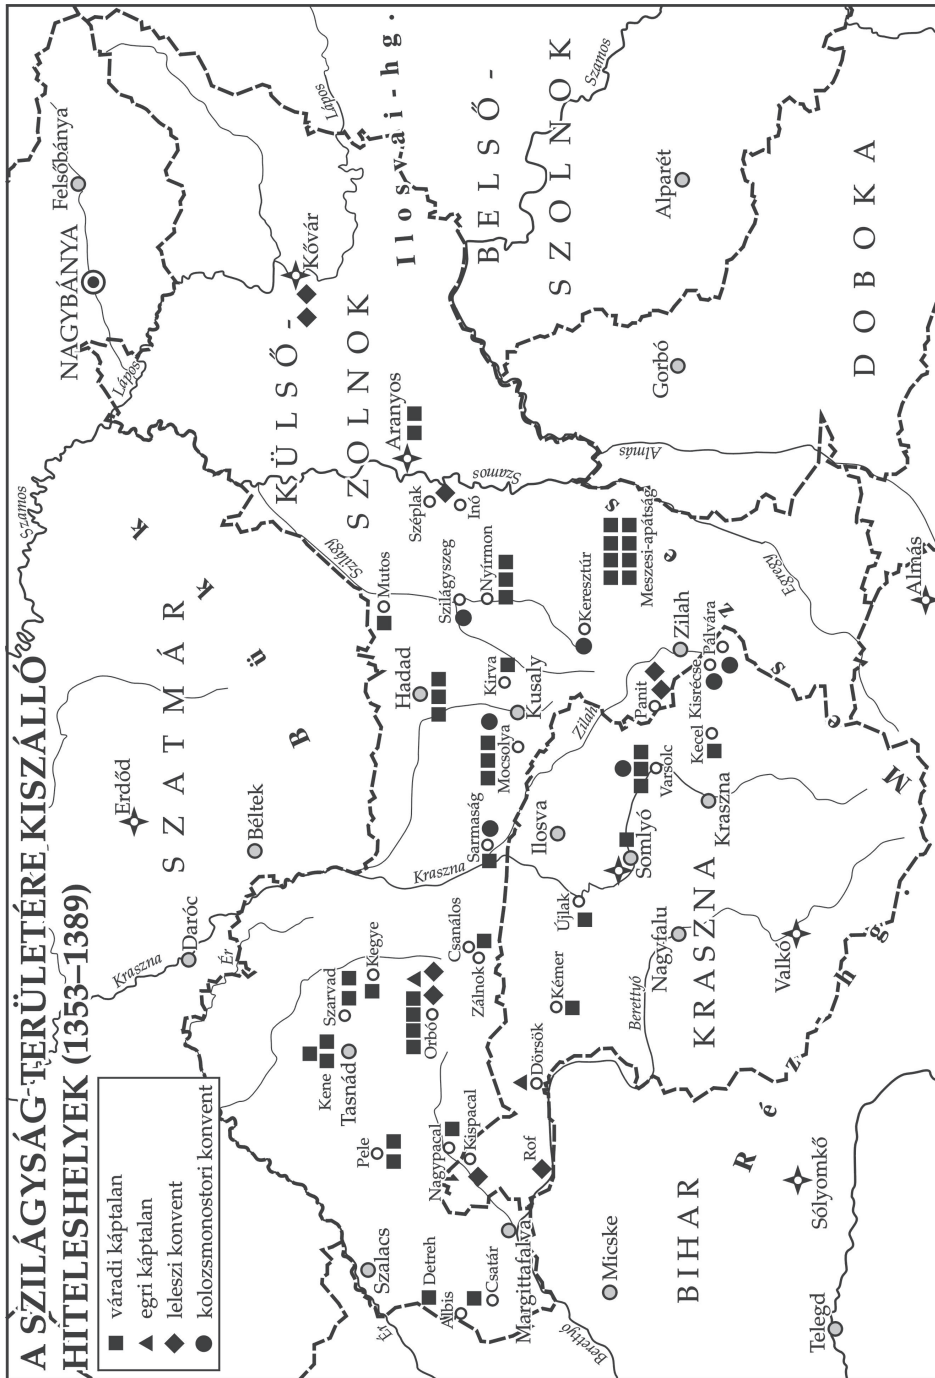 A SZILÁGYSÁG TERÜLETÉRE KISZÁLLÓ
HITELESHELYEK (1353–1389)
váradi káptalan
egri káptalan
leleszi konvent
kolozsmonostori konvent
Kraszna
Daróc
Ér
Erdőd
SZATMÁR
Béltek
Bükk
Szamos
Lápos
NAGYBÁNYA
Felsőbánya
Lápos
Kővár
KÜLSŐ-
SZOLNOK
Ilosvai-hg.
BELSŐ-
SZOLNOK
Szamos
Alparét
Gorbó
DOBOKA
Aranyos
Szamos
Almás
Szilágy
Széplak
Inó
Mutos
Szilágyszeg
Nyírmon
Hadad
Kirva
Kusaly
Keresztúr
Meszesi-apátság
Egregy
Almás
Mocsolya
Zilah
Zilah
Panit
Kisrécse
Pálvára
Kecel
Meszes
Sarmaság
Kraszna
Ilosva
Varsolc
Somlyó
Kraszna
Újlak
KRASZNA
Nagyfalu
Valkó
Berettyó
Szarvad
Kegye
Csanálos
Zálnok
Orbó
Kémer
Kene
Tasnád
Dörsök
Pele
Nagypacal
Kispacal
Rof
Szalacs
Detreh
Ér
Albis
Csatár
Margittafalva
Berettyó
Micske
BIHAR
Réz hg.
Sólyomkő
Telegd